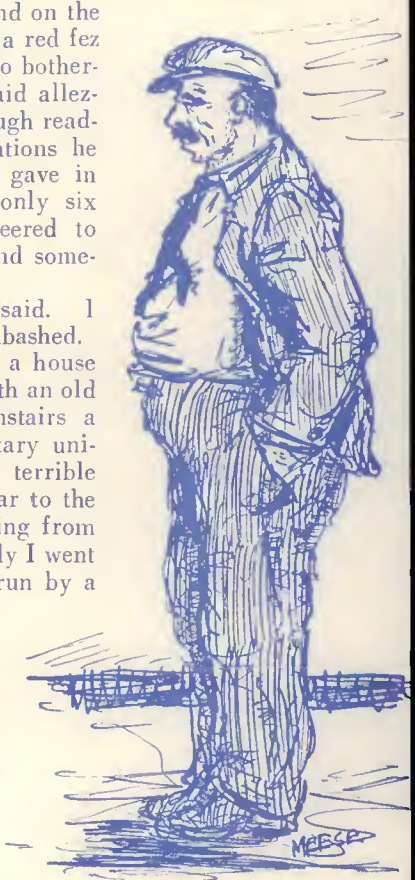 nd on the
a red fez
o bother-
aid allez-
ugh read-
ations he
gave in
only six
eered to
nd some-
said. I
bashed.
a house
th an old
nstairs a
tary uni-
terrible
ar to the
ing from
ly I went
run by a
MEESE